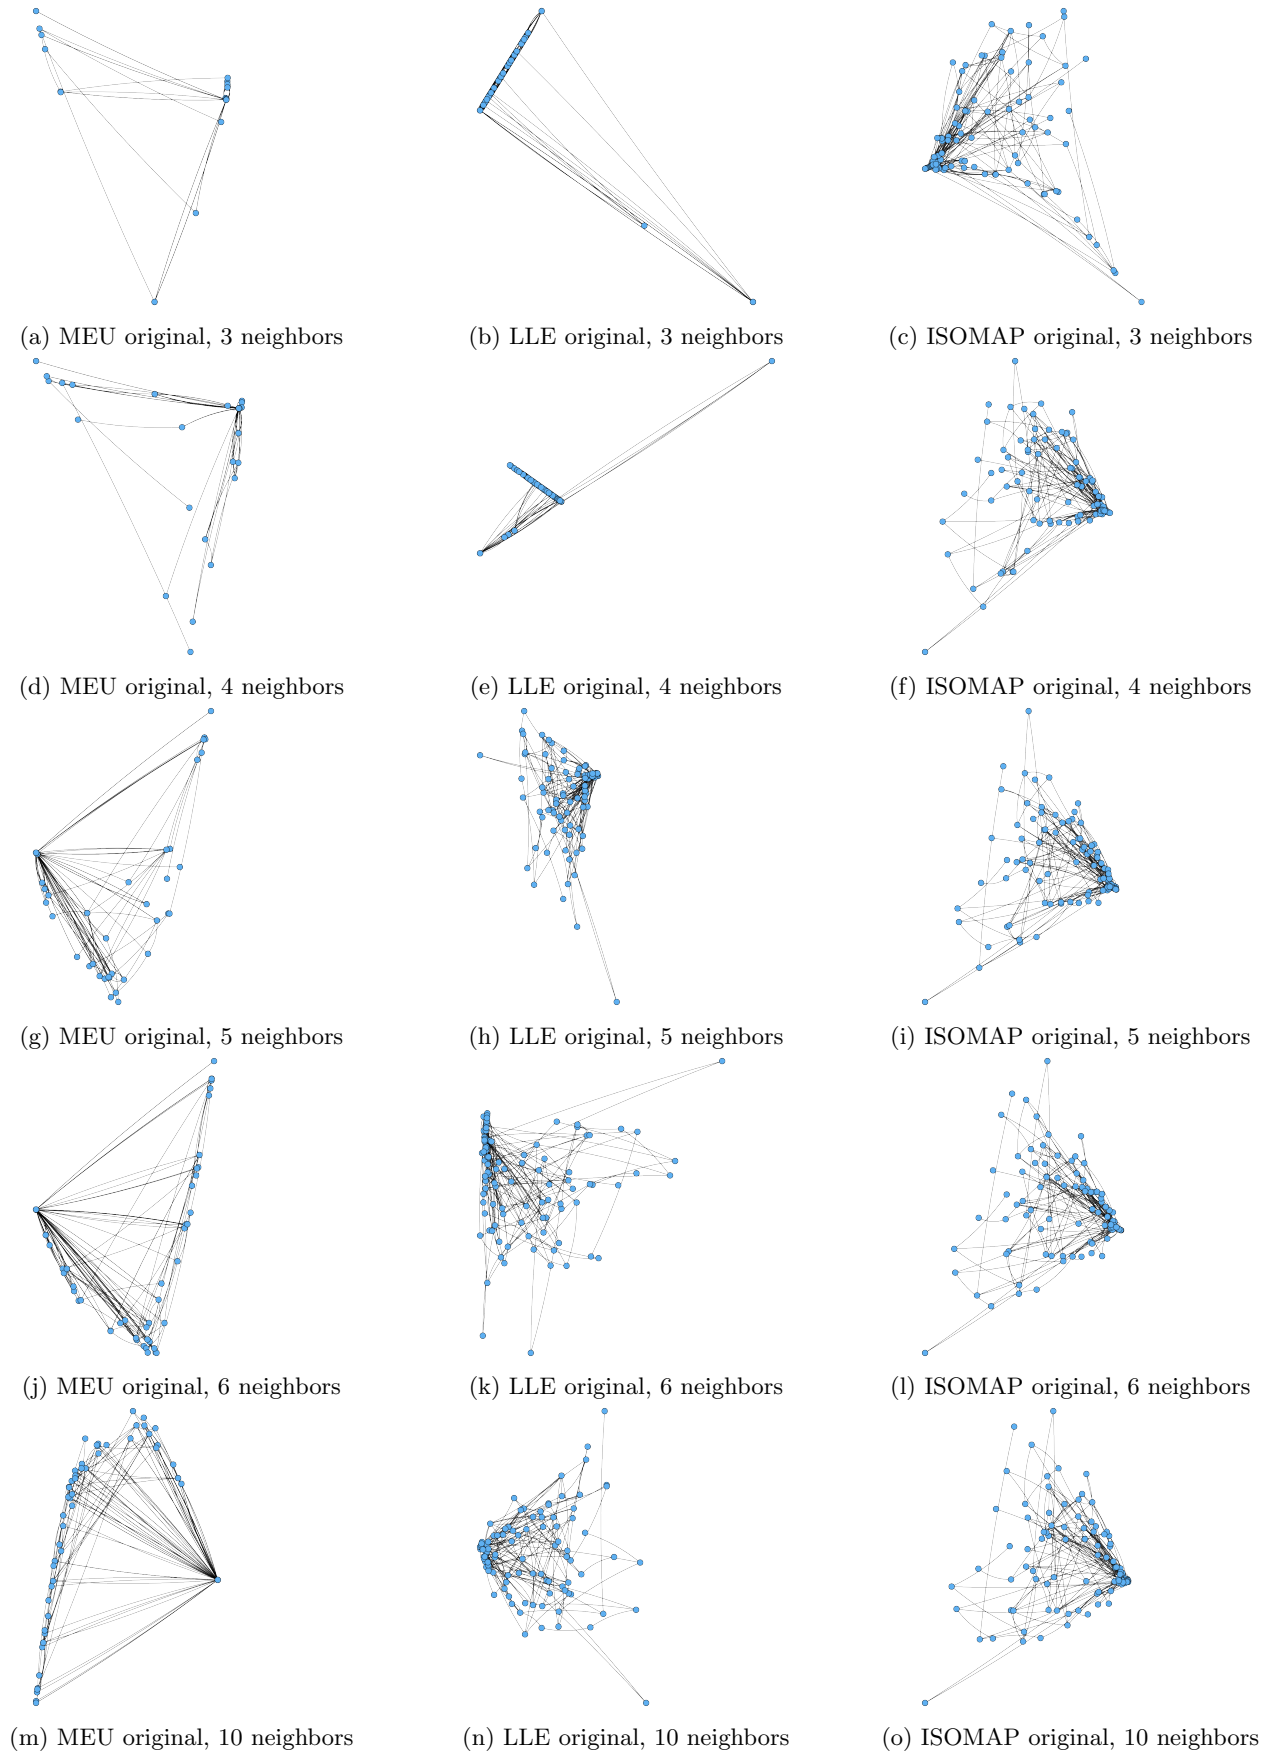 (a) MEU original, 3 neighbors
(b) LLE original, 3 neighbors
(c) ISOMAP original, 3 neighbors
(d) MEU original, 4 neighbors
(e) LLE original, 4 neighbors
(f) ISOMAP original, 4 neighbors
(g) MEU original, 5 neighbors
(h) LLE original, 5 neighbors
(i) ISOMAP original, 5 neighbors
(j) MEU original, 6 neighbors
(k) LLE original, 6 neighbors
(l) ISOMAP original, 6 neighbors
(m) MEU original, 10 neighbors
(n) LLE original, 10 neighbors
(o) ISOMAP original, 10 neighbors